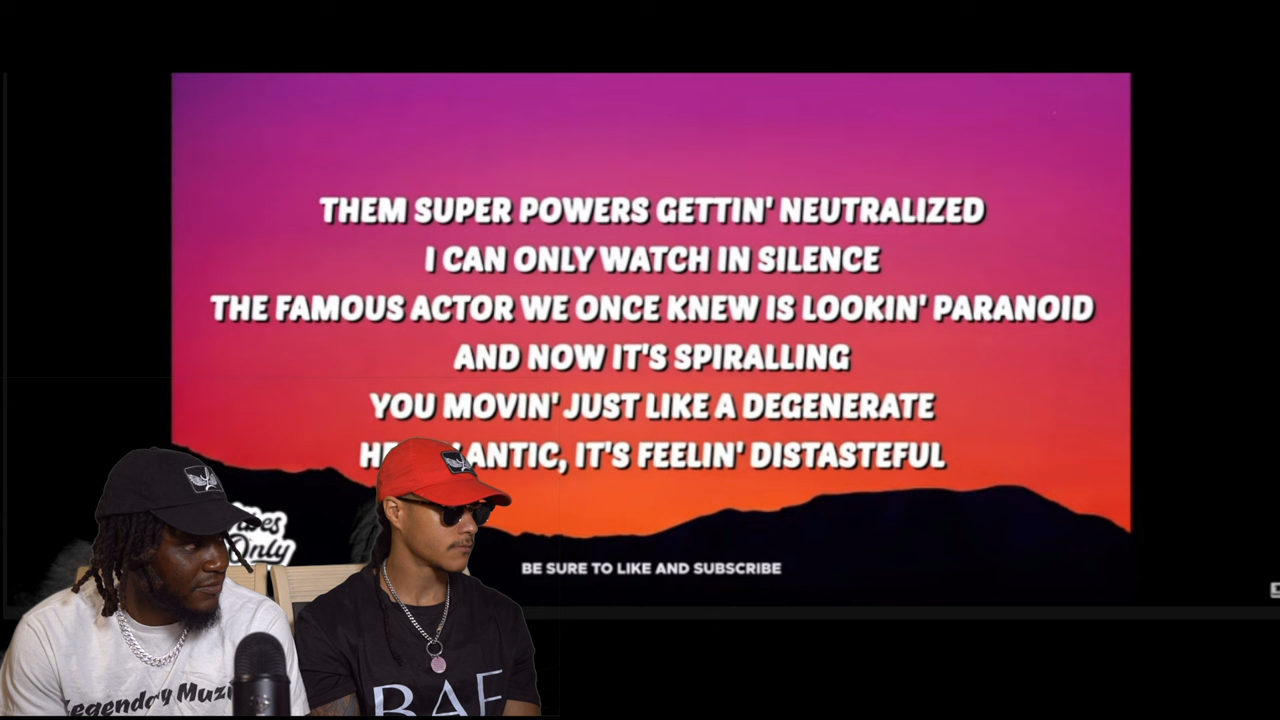 THEM SUPER POWERS GETTIN' NEUTRALIZED
I CAN ONLY WATCH IN SILENCE
THE FAMOUS ACTOR WE ONCE KNEW IS LOOKIN' PARANOID
AND NOW IT'S SPIRALLING
YOU MOVIN' JUST LIKE A DEGENERATE
IT'S FEELIN' DISTASTEFUL
Only
BE SURE TO LIKE AND SUBSCRIBE